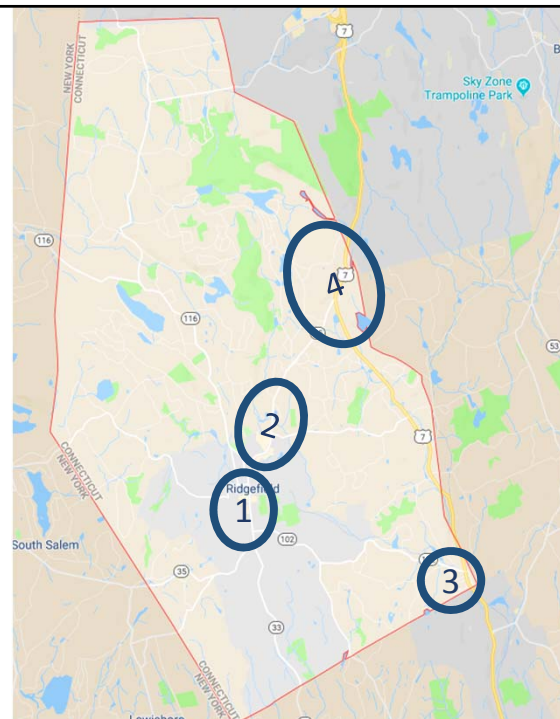 7
B
NEW YORK
CONNECTICUT
Sky Zone
Trampoline Park
116
4
7
116
53
2
7
CONNECTICUT
NEW YORK
Ridgefield
1
102
South Salem
35
3
33
CONNECTICUT
NEW YORK